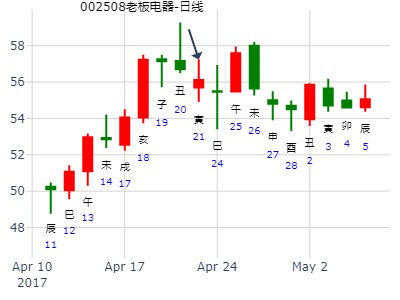 002508老板电器-日线
58
56
54
52
50
48
辰
11
巳
12
午
13
未
14
戌
17
亥
18
子
19
丑
20
寅
21
巳
24
午
25
未
26
申
27
酉
28
丑
2
寅
3
卯
4
辰
5
Apr 10
2017
Apr 17
Apr 24
May 2